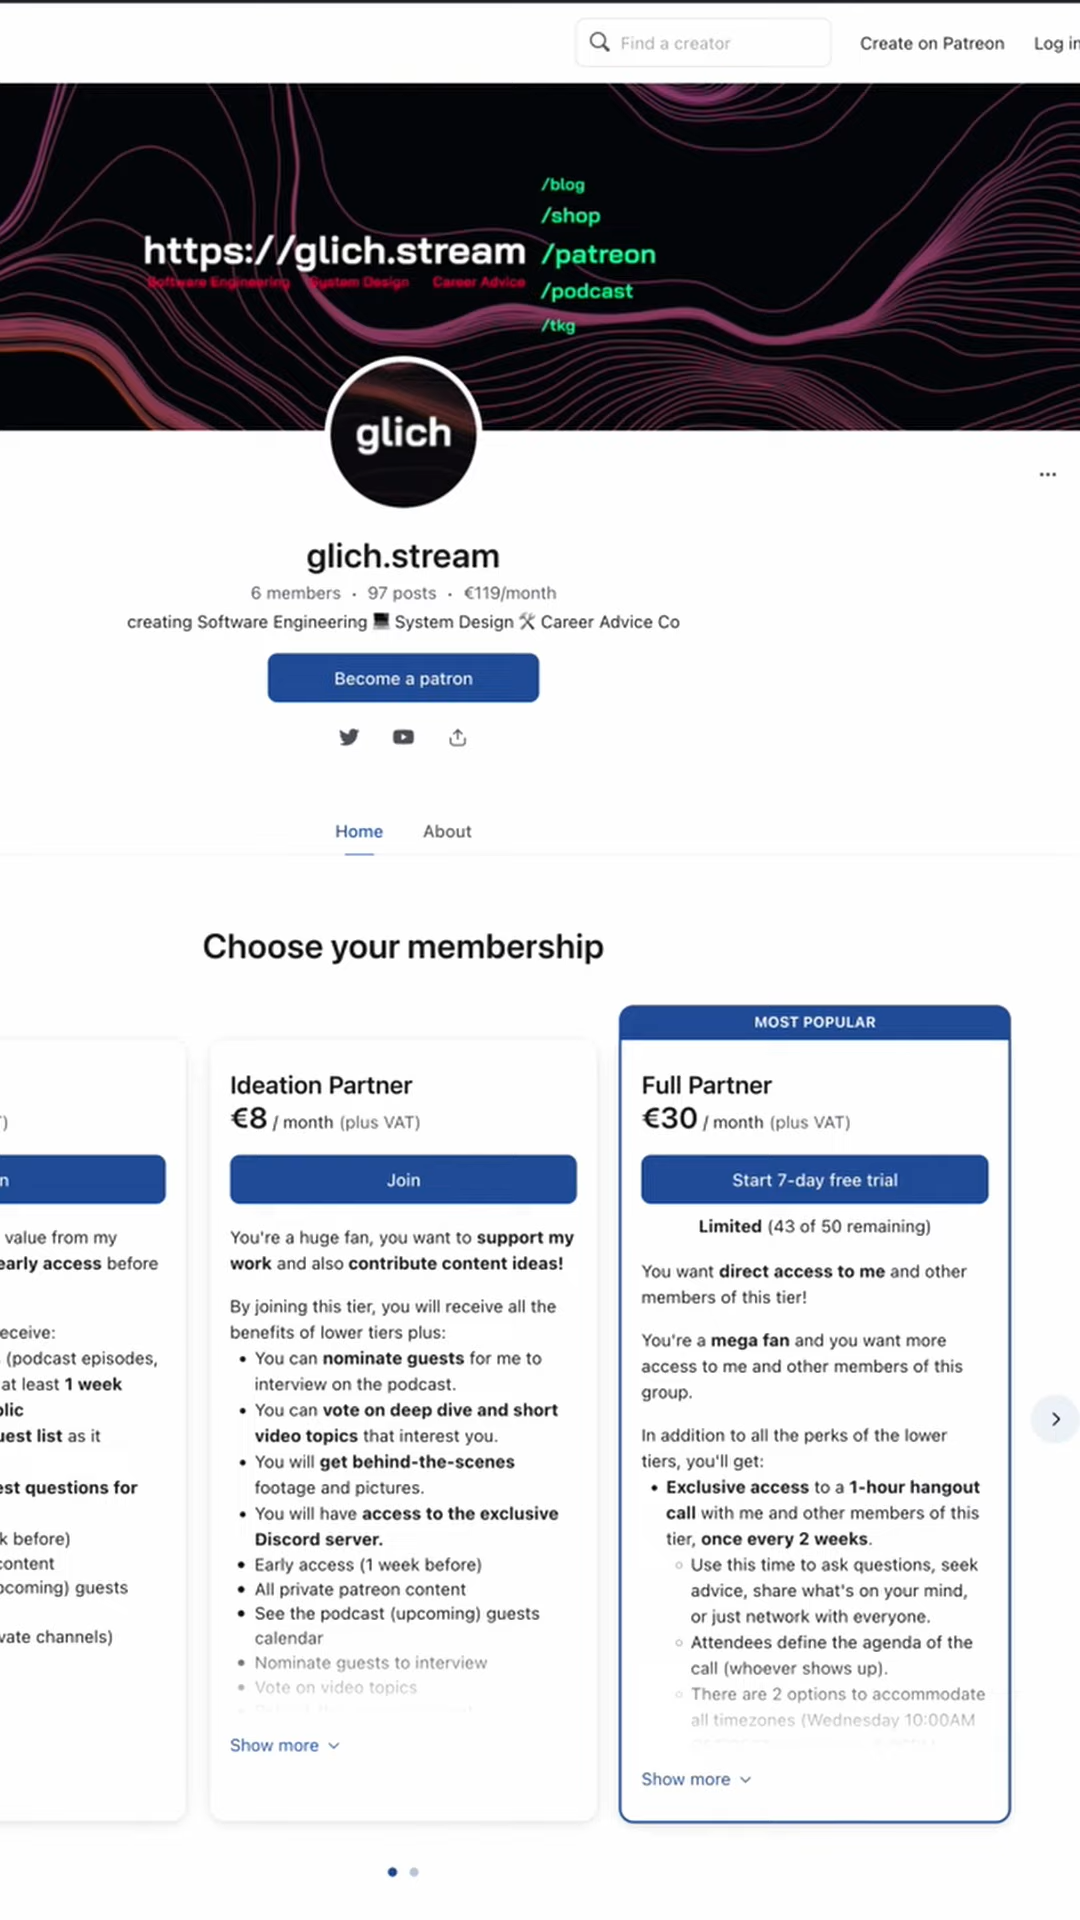 Find a creator
Create on Patreon
Log in
/blog
/shop
https://glich.stream
/patreon
Software Engineering System Design Career Advice
/podcast
/tkg
glich
glich.stream
6 members · 97 posts · €119/month
creating Software Engineering 💻 System Design 🛠 Career Advice Co
Become a patron
Home
About
Choose your membership
value from my
early access before
eceive:
(podcast episodes,
at least 1 week
blic
uest list as it
est questions for
k before)
content
pcoming) guests
vate channels)
Ideation Partner
€8 / month (plus VAT)
Join
You're a huge fan, you want to support my
work and also contribute content ideas!
By joining this tier, you will receive all the
benefits of lower tiers plus:
• You can nominate guests for me to
interview on the podcast.
• You can vote on deep dive and short
video topics that interest you.
• You will get behind-the-scenes
footage and pictures.
• You will have access to the exclusive
Discord server.
• Early access (1 week before)
• All private patreon content
• See the podcast (upcoming) guests
calendar
• Nominate guests to interview
• Vote on video topics
Show more
MOST POPULAR
Full Partner
€30 / month (plus VAT)
Start 7-day free trial
Limited (43 of 50 remaining)
You want direct access to me and other
members of this tier!
You're a mega fan and you want more
access to me and other members of this
group.
In addition to all the perks of the lower
tiers, you'll get:
• Exclusive access to a 1-hour hangout
call with me and other members of this
tier, once every 2 weeks.
○ Use this time to ask questions, seek
advice, share what's on your mind,
or just network with everyone.
○ Attendees define the agenda of the
call (whoever shows up).
○ There are 2 options to accommodate
all timezones (Wednesday 10:00AM
Show more